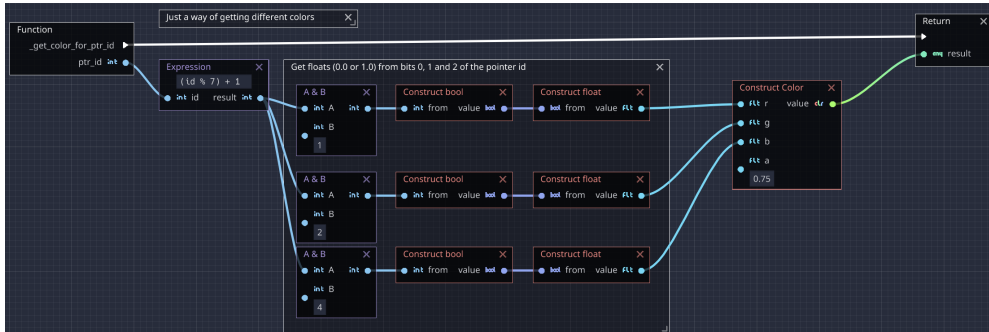 Just a way of getting different colors
Function
_get_color_for_ptr_id
ptr_id int
Return
result
Expression
(id % 7) + 1
int id result int
Get floats (0.0 or 1.0) from bits 0, 1 and 2 of the pointer id
A & B
int A int
int B
1
Construct bool
int from value bool
Construct float
from value flt
A & B
int A int
int B
2
Construct bool
int from value bool
Construct float
from value flt
A & B
int A int
int B
4
Construct bool
int from value bool
Construct float
from value flt
Construct Color
flt r value clr
flt g
flt b
flt a
0.75